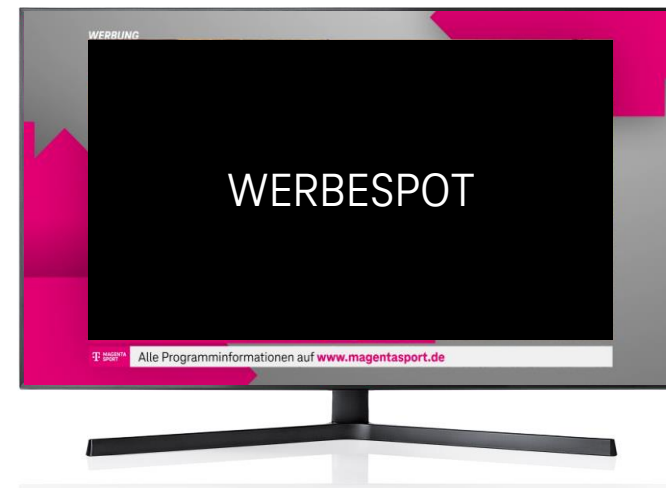 WERBUNG
WERBESPOT
T MAGENTA SPORT
Alle Programminformationen auf www.magentasport.de